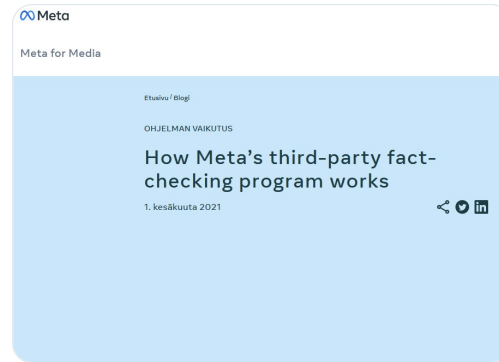 Meta
Meta for Media
Etusivu / Blogi
OHJELMAN VAIKUTUS
How Meta’s third-party fact-
checking program works
1. kesäkuuta 2021
in